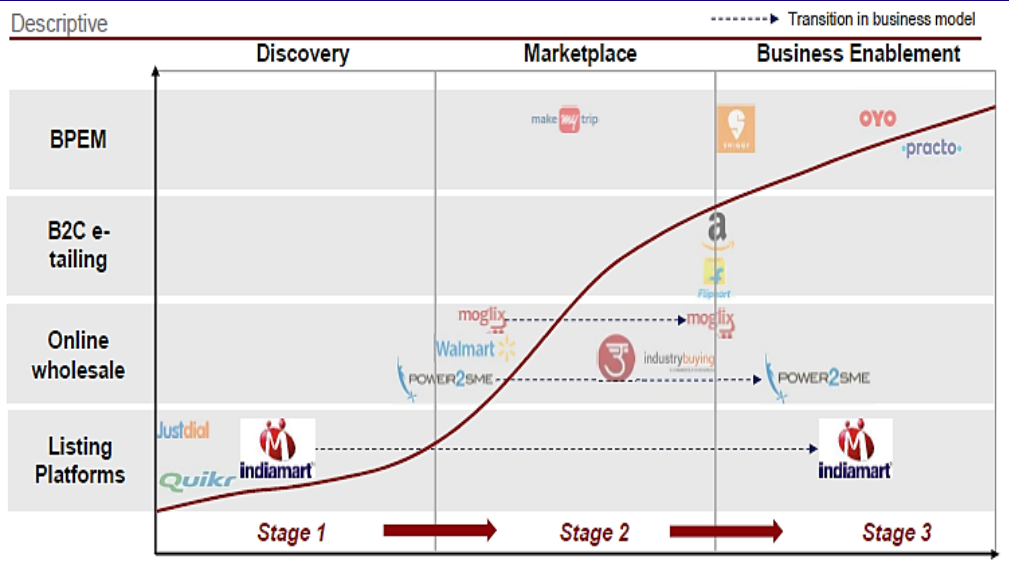 Descriptive
Transition in business model
Discovery
Marketplace
Business Enablement
BPEM
make my trip
SWIGGY
OYO
practo
B2C e-
tailing
a
f
Flipkart
Online
wholesale
moglix
moglix
Walmart
industrybuying
POWER2SME
POWER2SME
Listing
Platforms
Justdial
indiamart
indiamart
Quikr
Stage 1
Stage 2
Stage 3